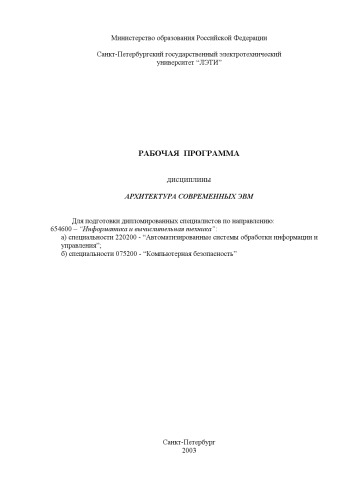 Министерство образования Российской Федерации
Санкт-Петербургский государственный электротехнический
университет “ЛЭТИ”
РАБОЧАЯ ПРОГРАММА
дисциплины
АРХИТЕКТУРА СОВРЕМЕННЫХ ЭВМ
Для подготовки дипломированных специалистов по направлению:
654600 – “Информатика и вычислительная техника”:
а) специальности 220200 - “Автоматизированные системы обработки информации и
управления”;
б) специальности 075200 - “Компьютерная безопасность”
Санкт-Петербург
2003